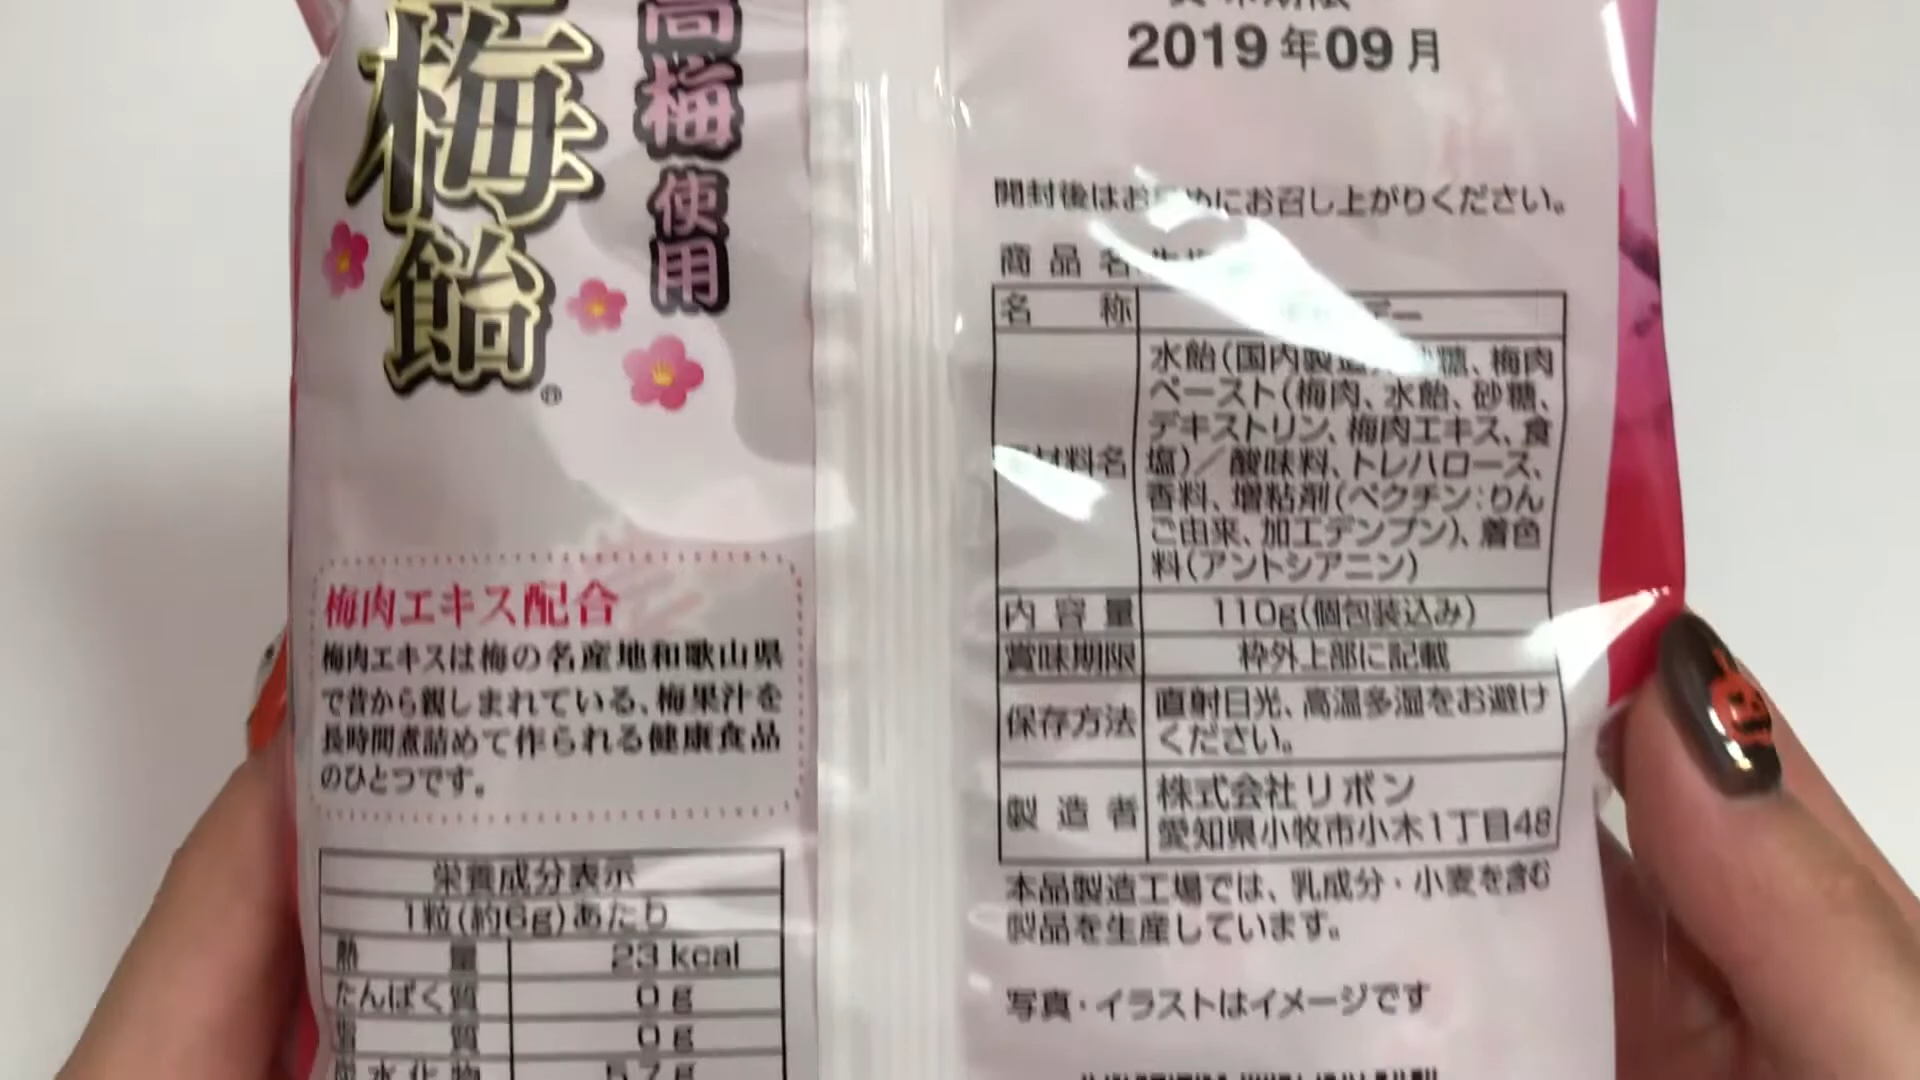 梅飴
®
高梅使用
梅肉エキス配合
梅肉エキスは梅の名産地和歌山県
で昔から親しまれている、梅果汁を
長時間煮詰めて作られる健康食品
のひとつです。
栄養成分表示
1粒(約6g)あたり
熱量 23 kcal
たんぱく質 0g
脂質 0g
炭水化物 5.7g
2019年09月
開封後はお早めにお召し上がりください。
商品名
名称
水飴(国内製造)、砂糖、梅肉
ペースト(梅肉、水飴、砂糖、
デキストリン、梅肉エキス、食
原材料名 塩)/酸味料、トレハロース、
香料、増粘剤(ペクチン:りん
ご由来、加工デンプン)、着色
料(アントシアニン)
内容量 110g(個包装込み)
賞味期限 枠外上部に記載
保存方法 直射日光、高温多湿をお避け
ください。
製造者 株式会社リボン
愛知県小牧市小木1丁目48
本品製造工場では、乳成分・小麦を含む
製品を生産しています。
写真・イラストはイメージです